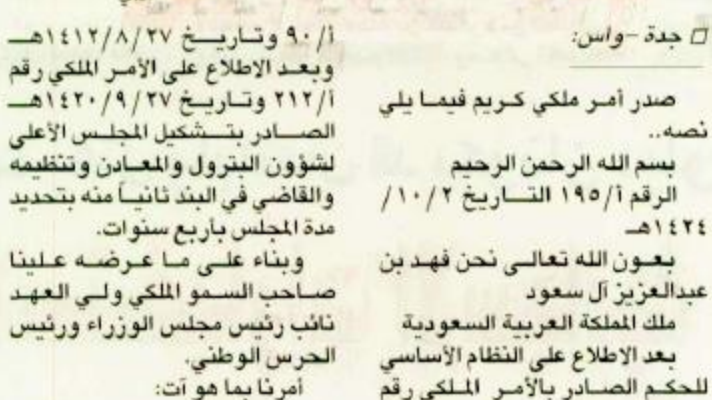 جدة -واس:
صدر أمر ملكي كريم فيما يلي
نصه..
بسم الله الرحمن الرحيم
الرقم أ/١٩٥ التاريخ ١٠/٢/
١٤٢٤هـ
بعون الله تعالى نحن فهد بن
عبدالعزيز آل سعود
ملك المملكة العربية السعودية
بعد الاطلاع على النظام الأساسي
للحكم الصادر بالأمر الملكي رقم
أ/٩٠ وتاريخ ١٤١٢/٨/٢٧هـ
وبعد الاطلاع على الأمر الملكي رقم
أ/٢١٢ وتاريخ ١٤٢٠/٩/٢٧هـ
الصادر بتشكيل المجلس الأعلى
لشؤون البترول والمعادن وتنظيمه
والقاضي في البند ثانياً منه بتحديد
مدة المجلس بأربع سنوات.
وبناء على ما عرضه علينا
صاحب السمو الملكي ولي العهد
نائب رئيس مجلس الوزراء ورئيس
الحرس الوطني.
أمرنا بما هو آت: